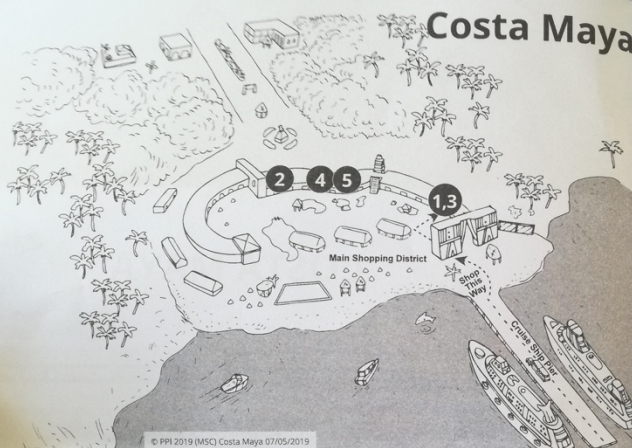 Costa Maya
2
4
5
1,3
Main Shopping District
Shop
This
Way
Cruise Ship Pier
© PPI 2019 (MSC) Costa Maya 07/05/2019